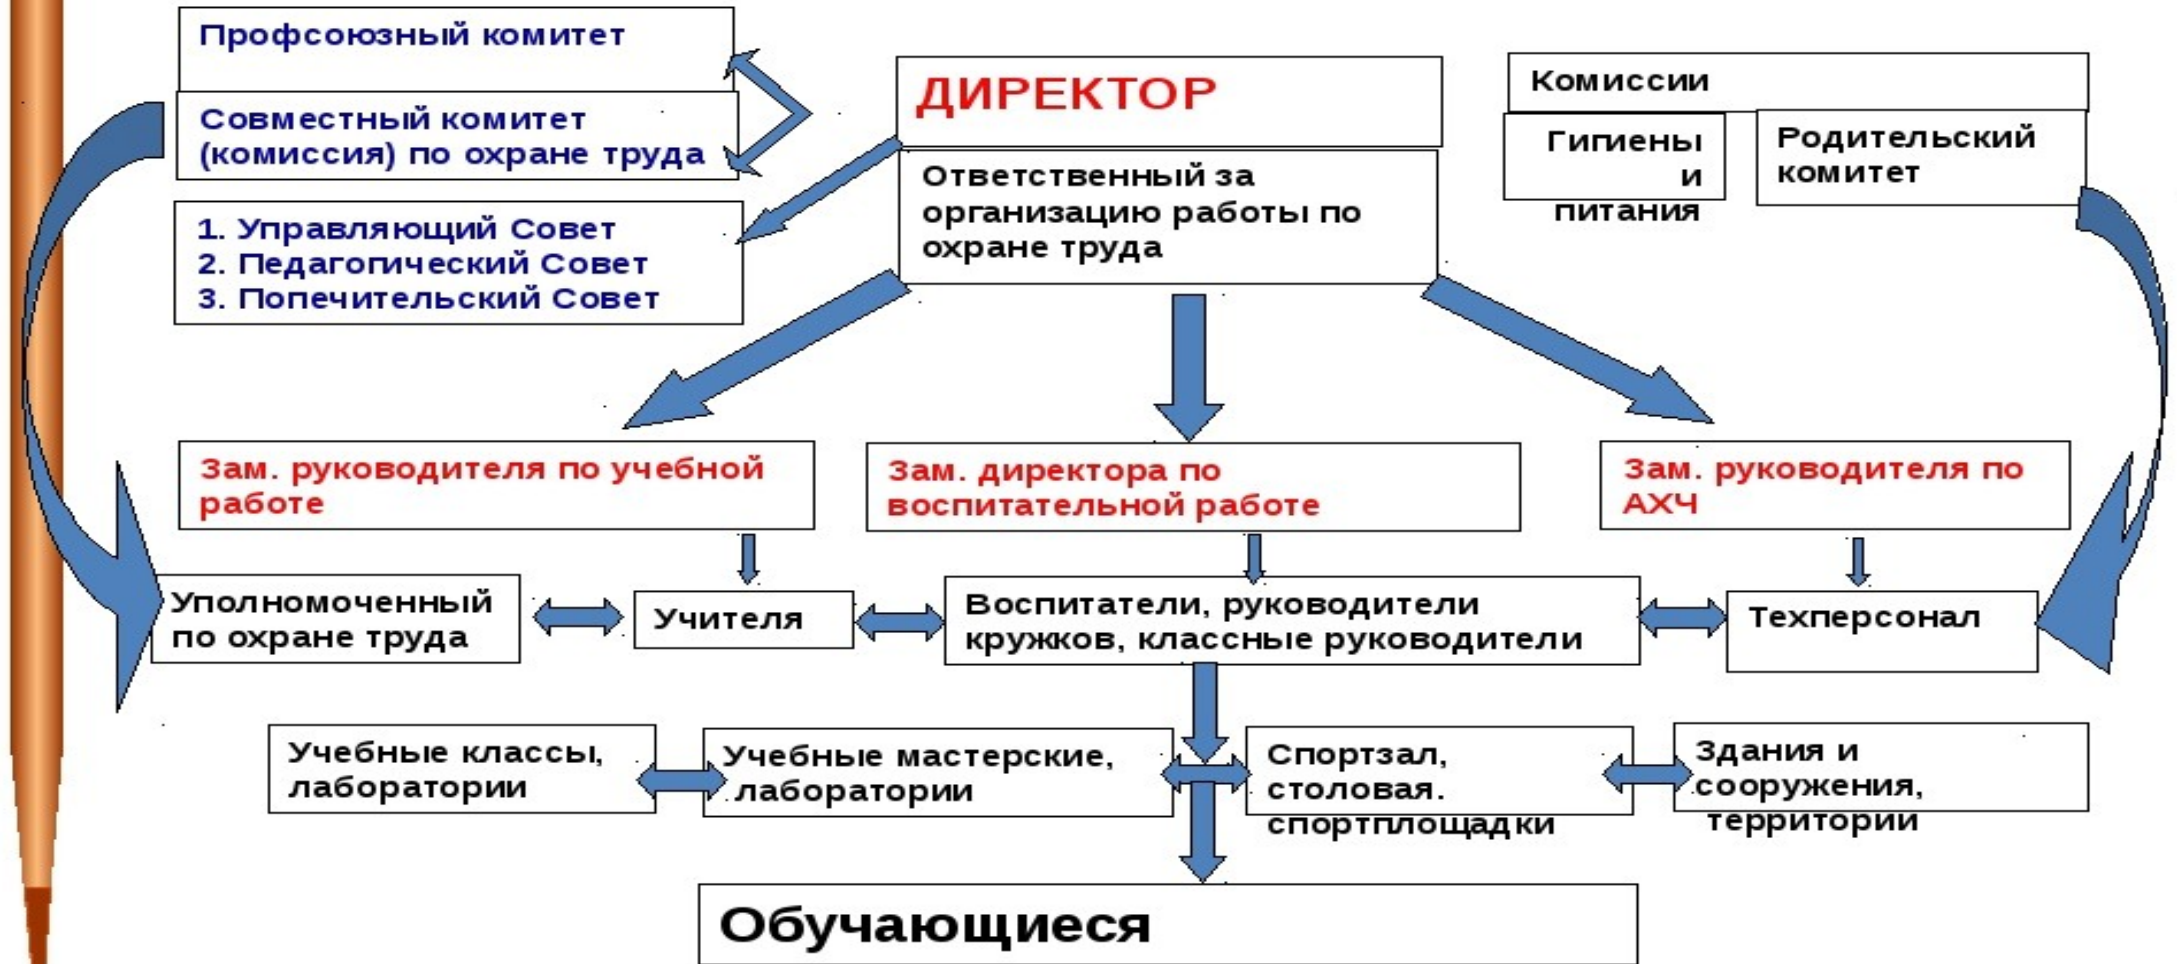 Профсоюзный комитет
Совместный комитет
(комиссия) по охране труда
1. Управляющий Совет
2. Педагогический Совет
3. Попечительский Совет
ДИРЕКТОР
Ответственный за
организацию работы по
охране труда
Комиссии
Гигиены
и
питания
Родительский
комитет
Зам. руководителя по учебной
работе
Зам. директора по
воспитательной работе
Зам. руководителя по
АХЧ
Уполномоченный
по охране труда
Учителя
Воспитатели, руководители
кружков, классные руководители
Техперсонал
Учебные классы,
лаборатории
Учебные мастерские,
лаборатории
Спортзал,
столовая.
спортплощадки
Здания и
сооружения,
территории
Обучающиеся